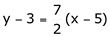 y − 3 = 7/2 (x − 5)